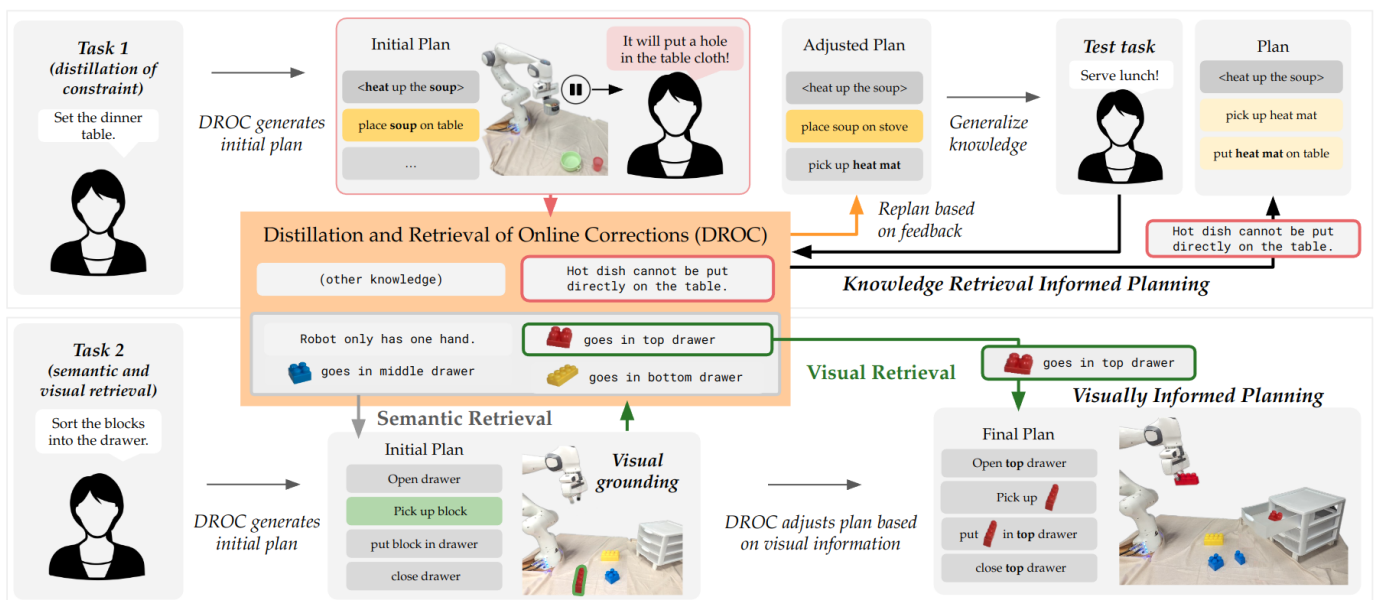 Task 1
(distillation of
constraint)
Set the dinner
table.
DROC generates
initial plan
Initial Plan
<heat up the soup>
place soup on table
...
It will put a hole
in the table cloth!
Adjusted Plan
<heat up the soup>
place soup on stove
pick up heat mat
Generalize
knowledge
Test task
Serve lunch!
Plan
<heat up the soup>
pick up heat mat
put heat mat on table
Replan based
on feedback
Hot dish cannot be put
directly on the table.
Knowledge Retrieval Informed Planning
Distillation and Retrieval of Online Corrections (DROC)
(other knowledge)
Hot dish cannot be put
directly on the table.
Robot only has one hand.
goes in top drawer
goes in middle drawer
goes in bottom drawer
Task 2
(semantic and
visual retrieval)
Sort the blocks
into the drawer.
DROC generates
initial plan
Semantic Retrieval
Initial Plan
Open drawer
Pick up block
put block in drawer
close drawer
Visual
grounding
Visual Retrieval
goes in top drawer
Visually Informed Planning
DROC adjusts plan based
on visual information
Final Plan
Open top drawer
Pick up
put in top drawer
close top drawer